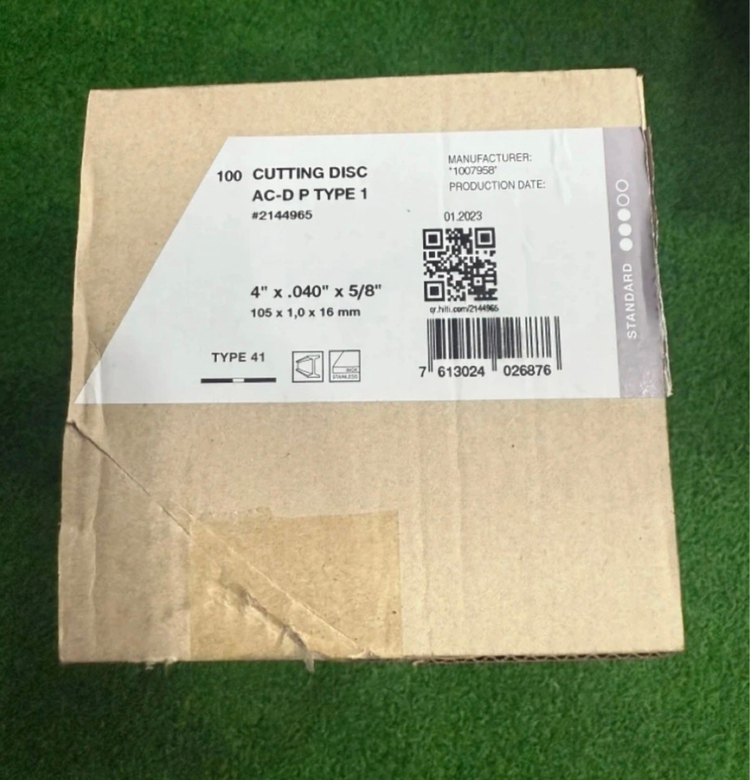 100 CUTTING DISC
AC-D P TYPE 1
#2144965
4" x .040" x 5/8"
105 x 1,0 x 16 mm
TYPE 41
INOX
STAINLESS
MANUFACTURER:
"1007958"
PRODUCTION DATE:
01.2023
qr.hilti.com/2144965
7 613024 026876
STANDARD